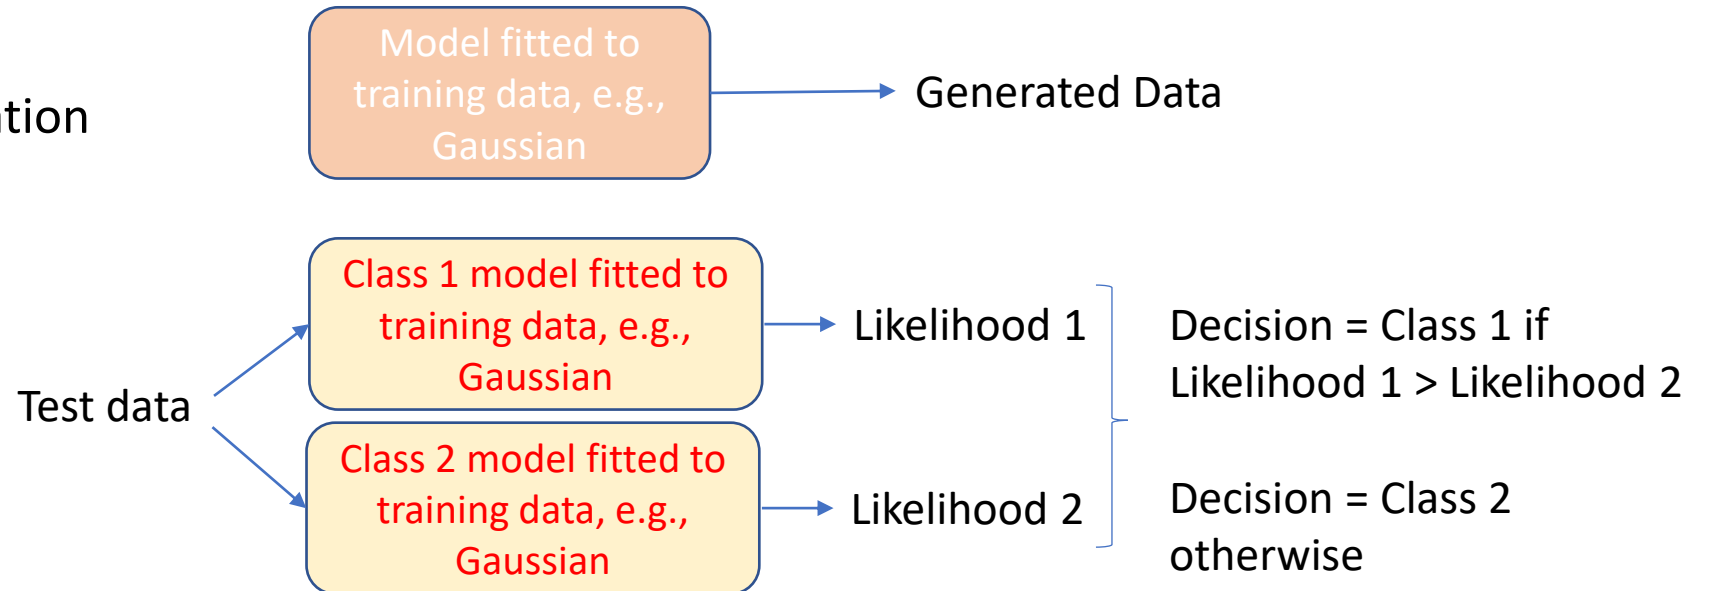 Model fitted to
training data, e.g.,
Gaussian
Generated Data
ation
Class 1 model fitted to
training data, e.g.,
Gaussian
Likelihood 1
Decision = Class 1 if
Likelihood 1 > Likelihood 2
Test data
Class 2 model fitted to
training data, e.g.,
Gaussian
Likelihood 2
Decision = Class 2
otherwise